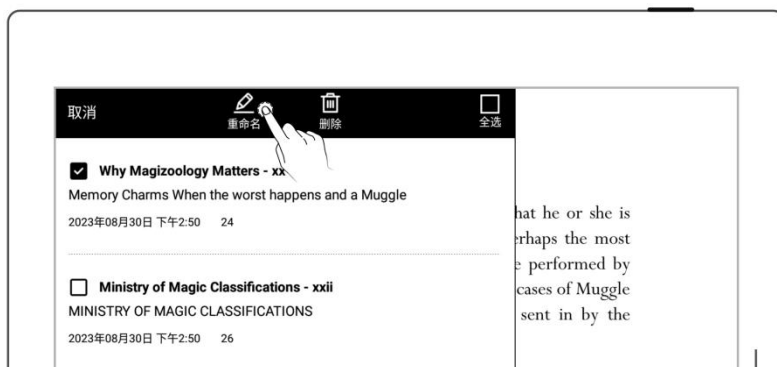 取消
重命名
删除
全选
Why Magizoology Matters - xx
Memory Charms When the worst happens and a Muggle
2023年08月30日 下午2:50 24
Ministry of Magic Classifications - xxii
MINISTRY OF MAGIC CLASSIFICATIONS
2023年08月30日 下午2:50 26
hat he or she is
erhaps the most
e performed by
cases of Muggle
sent in by the